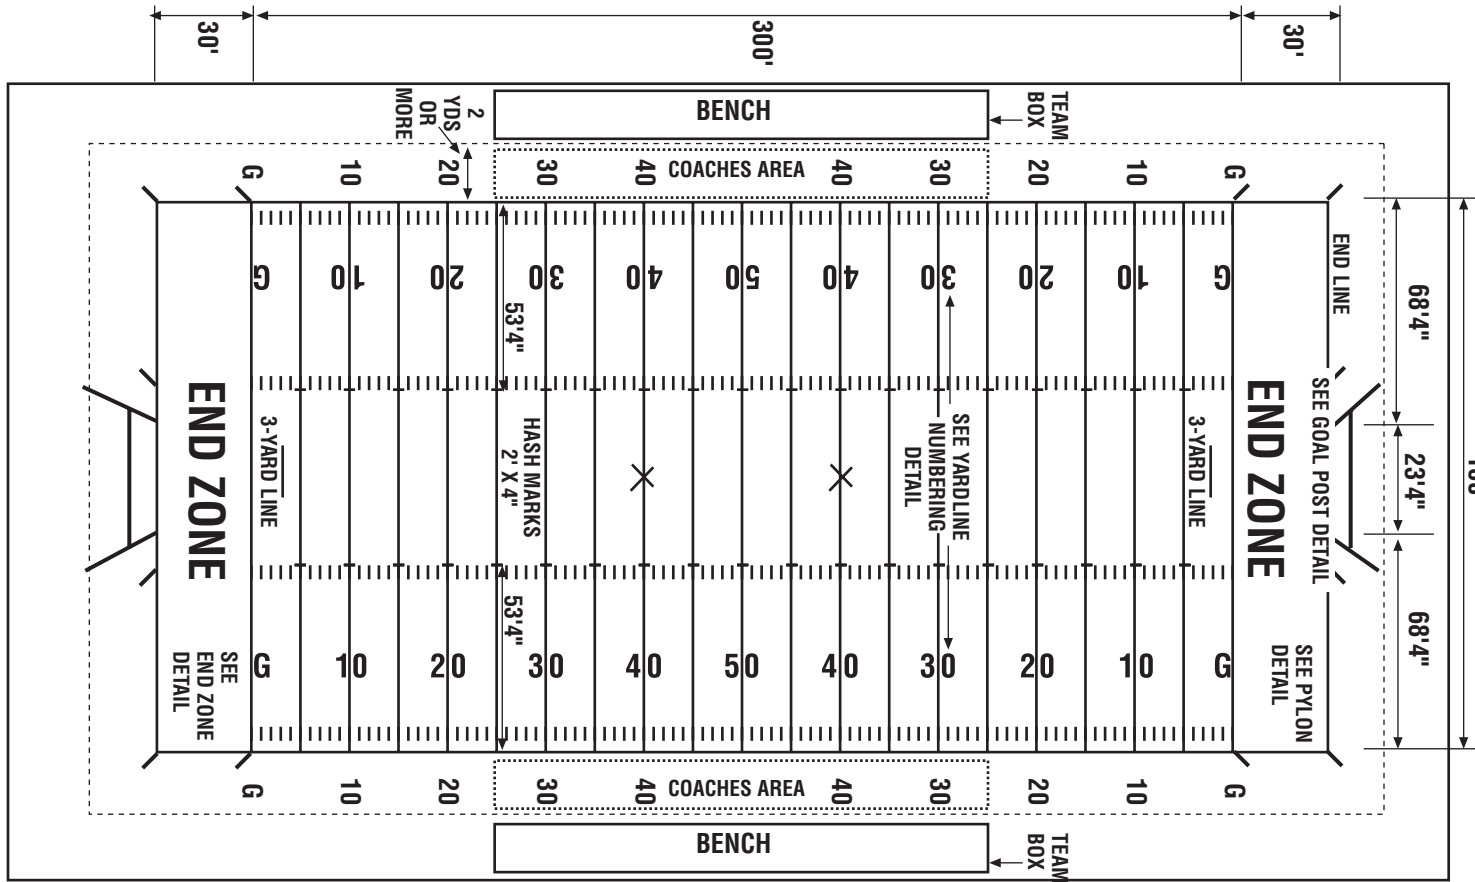 30'
300'
30'
2
YDS
OR
MORE
BENCH
TEAM
BOX
G 10 20 30 40 COACHES AREA 40 30 20 10 G
G 10 20 30 40 50 40 30 20 10 G
53'4"
END LINE
68'4"
END ZONE
3-YARD LINE
HASH MARKS
2' X 4"
SEE YARDLINE
NUMBERING
DETAIL
3-YARD LINE
END ZONE
SEE GOAL POST DETAIL
23'4"
53'4"
SEE
END ZONE
DETAIL
G 10 20 30 40 50 40 30 20 10 G
SEE PYLON
DETAIL
68'4"
G 10 20 30 40 COACHES AREA 40 30 20 10 G
BENCH
TEAM
BOX